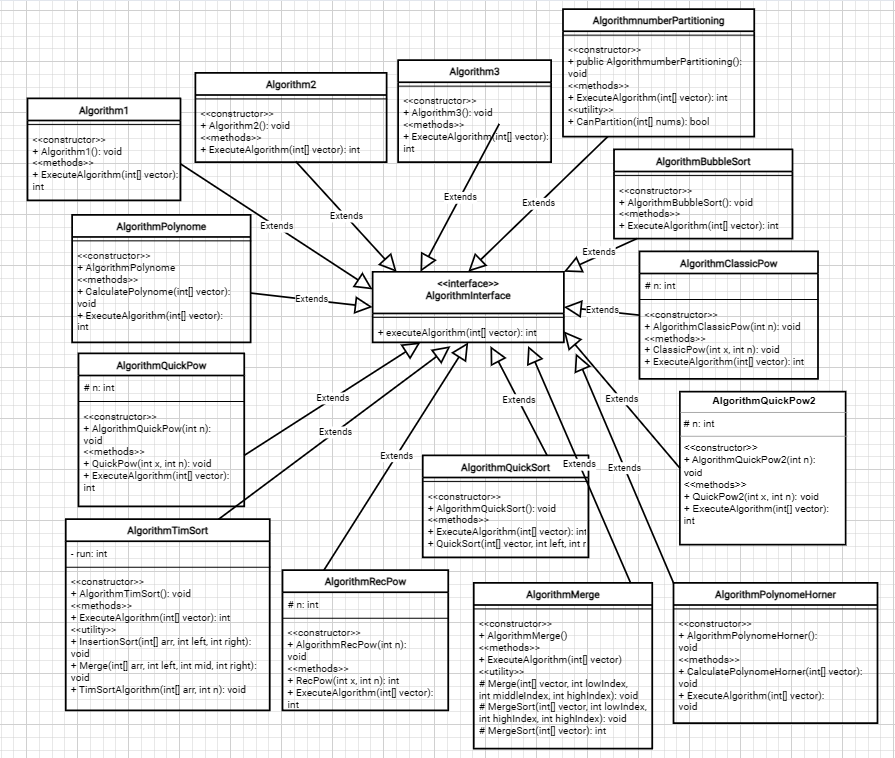 AlgorithmnumberPartitioning
<<constructor>>
+ public AlgorithmumberPartitioning():
void
<<methods>>
+ ExecuteAlgorithm(int[] vector): int
<<utility>>
+ CanPartition(int[] nums): bool
Algorithm3
<<constructor>>
+ Algorithm3(): void
<<methods>>
+ ExecuteAlgorithm(int[] vector):
int
Algorithm2
<<constructor>>
+ Algorithm2(): void
<<methods>>
+ ExecuteAlgorithm(int[] vector): int
Algorithm1
<<constructor>>
+ Algorithm1(): void
<<methods>>
+ ExecuteAlgorithm(int[] vector):
int
AlgorithmBubbleSort
<<constructor>>
+ AlgorithmBubbleSort(): void
<<methods>>
+ ExecuteAlgorithm(int[] vector): int
Extends
Extends
Extends
Extends
Extends
AlgorithmPolynome
<<constructor>>
+ AlgorithmPolynome
<<methods>>
+ CalculatePolynome(int[] vector):
void
+ ExecuteAlgorithm(int[] vector):
int
Extends
<<interface>>
AlgorithmInterface
+ executeAlgorithm(int[] vector): int
Extends
AlgorithmClassicPow
# n: int
<<constructor>>
+ AlgorithmClassicPow(int n): void
<<methods>>
+ ClassicPow(int x, int n): void
+ ExecuteAlgorithm(int[] vector): int
AlgorithmQuickPow
# n: int
<<constructor>>
+ AlgorithmQuickPow(int n):
void
<<methods>>
+ QuickPow(int x, int n): void
+ ExecuteAlgorithm(int[] vector):
int
Extends
Extends
Extends
Extends
Extends
Extends
Extends
AlgorithmQuickPow2
# n: int
<<constructor>>
+ AlgorithmQuickPow2(int n):
void
<<methods>>
+ QuickPow2(int x, int n): void
+ ExecuteAlgorithm(int[] vector):
int
AlgorithmQuickSort
<<constructor>>
+ AlgorithmQuickSort(): void
<<methods>>
+ ExecuteAlgorithm(int[] vector): int
+ QuickSort(int[] vector, int left, int r
AlgorithmTimSort
- run: int
<<constructor>>
+ AlgorithmTimSort(): void
<<methods>>
+ ExecuteAlgorithm(int[] vector): int
<<utility>>
+ InsertionSort(int[] arr, int left, int right):
void
+ Merge(int[] arr, int left, int mid, int right):
void
+ TimSortAlgorithm(int[] arr, int n): void
AlgorithmRecPow
# n: int
<<constructor>>
+ AlgorithmRecPow(int n):
void
<<methods>>
+ RecPow(int x, int n): int
+ ExecuteAlgorithm(int[] vector):
int
AlgorithmMerge
<<constructor>>
+ AlgorithmMerge()
<<methods>>
+ ExecuteAlgorithm(int[] vector)
<<utility>>
# Merge(int[] vector, int lowIndex,
int middleIndex, int highIndex): void
# MergeSort(int[] vector, int lowIndex,
int highIndex, int highIndex): void
# MergeSort(int[] vector): int
AlgorithmPolynomeHorner
<<constructor>>
+ AlgorithmPolynomeHorner():
void
<<methods>>
+ CalculatePolynomeHorner(int[] vector):
void
+ ExecuteAlgorithm(int[] vector):
void